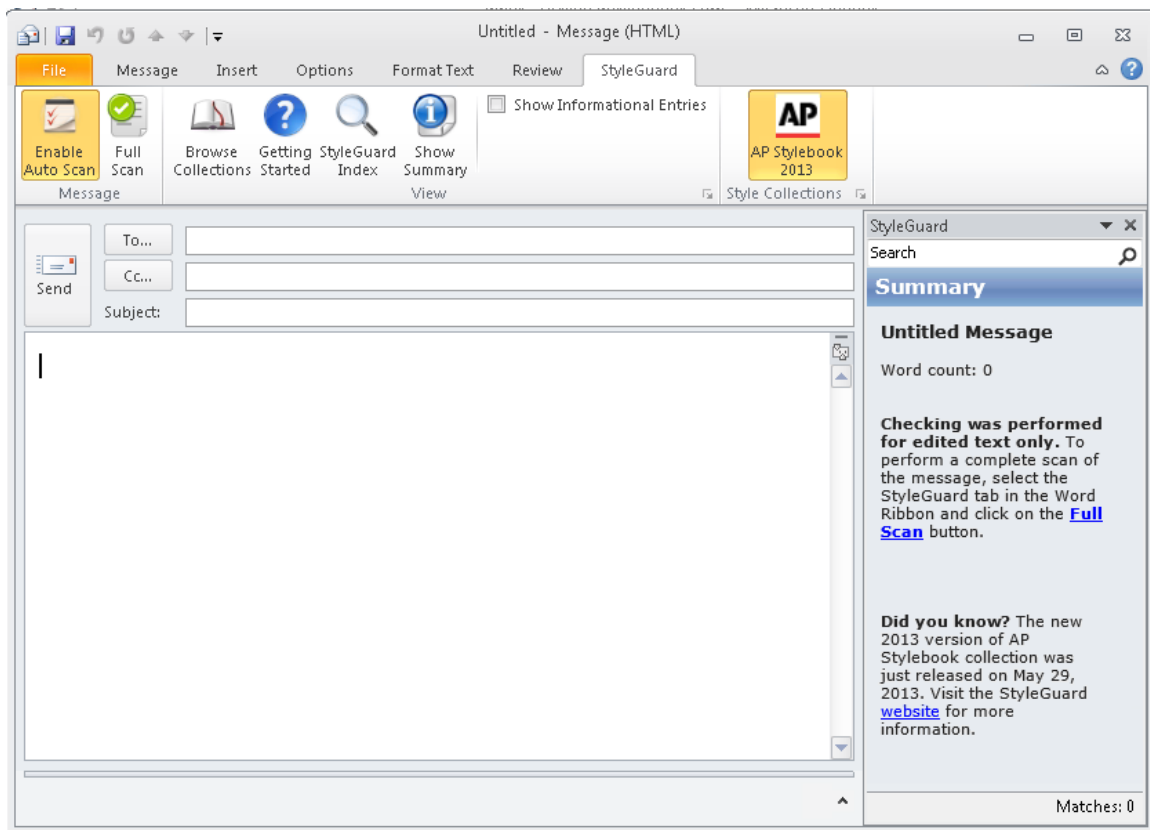 Untitled - Message (HTML)
File Message Insert Options Format Text Review StyleGuard
Show Informational Entries
AP
Enable Auto Scan
Full Scan
Browse Collections
Getting Started
StyleGuard Index
Show Summary
AP Stylebook 2013
Message View Style Collections
StyleGuard
To...
Search
Cc...
Send
Summary
Subject:
Untitled Message
Word count: 0
Checking was performed
for edited text only. To
perform a complete scan of
the message, select the
StyleGuard tab in the Word
Ribbon and click on the Full
Scan button.
Did you know? The new
2013 version of AP
Stylebook collection was
just released on May 29,
2013. Visit the StyleGuard
website for more
information.
Matches: 0